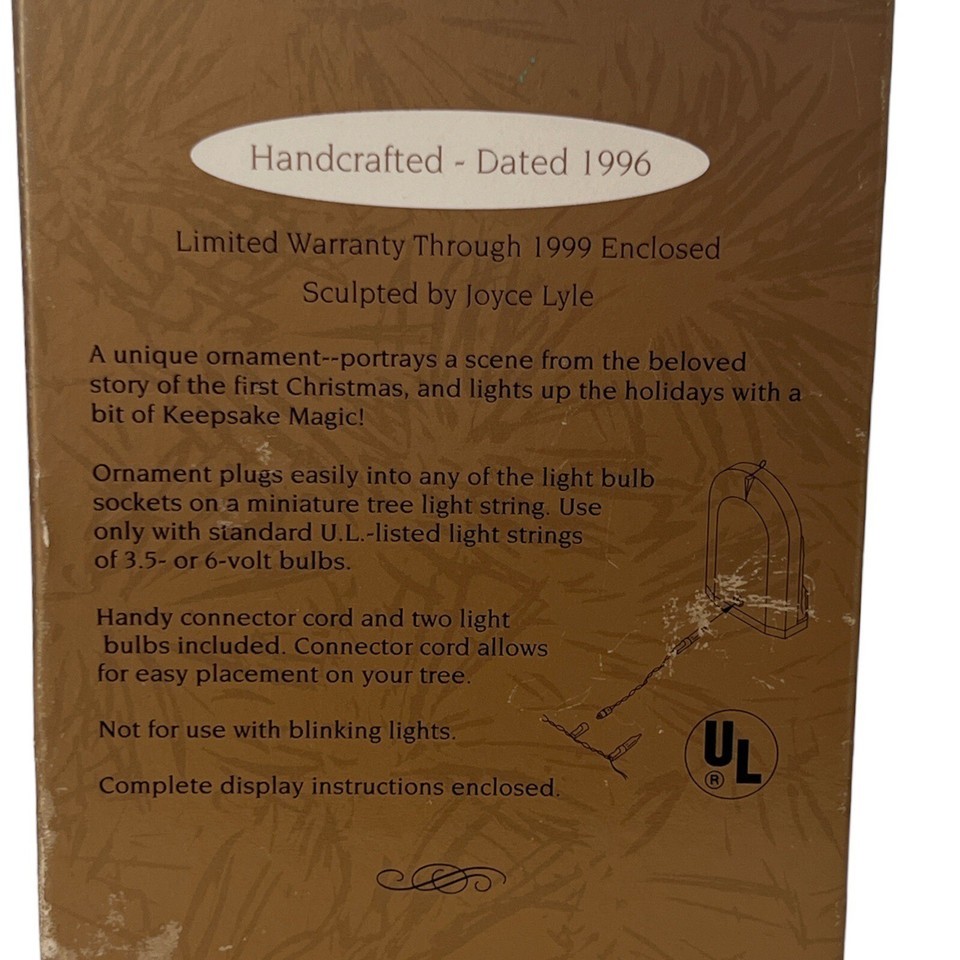 Handcrafted - Dated 1996
Limited Warranty Through 1999 Enclosed
Sculpted by Joyce Lyle
A unique ornament--portrays a scene from the beloved
story of the first Christmas, and lights up the holidays with a
bit of Keepsake Magic!
Ornament plugs easily into any of the light bulb
sockets on a miniature tree light string. Use
only with standard U.L.-listed light strings
of 3.5- or 6-volt bulbs.
Handy connector cord and two light
bulbs included. Connector cord allows
for easy placement on your tree.
Not for use with blinking lights.
UL
®
Complete display instructions enclosed.